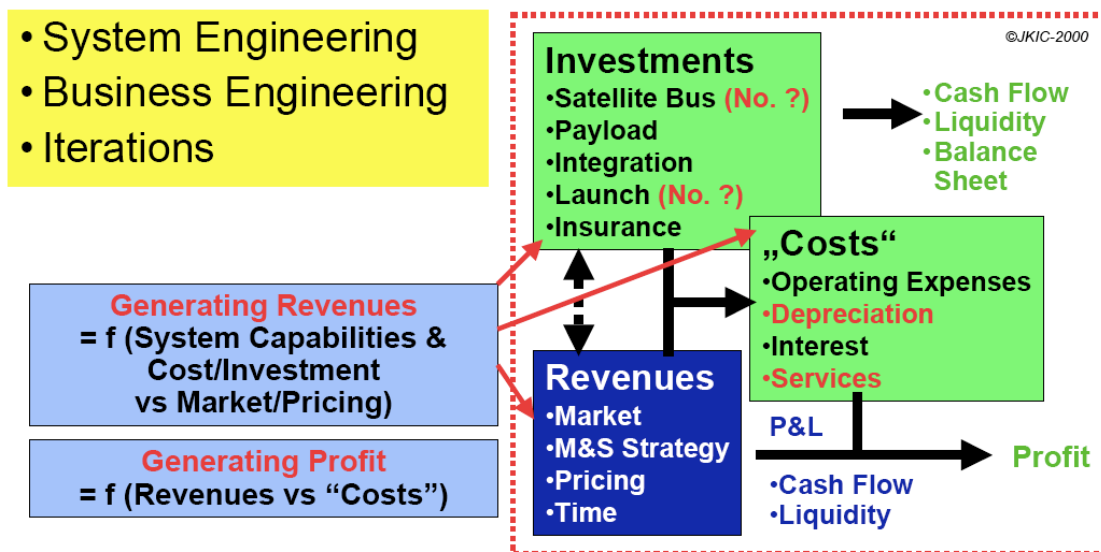 • System Engineering
• Business Engineering
• Iterations
©JKIC-2000
Investments
•Satellite Bus (No. ?)
•Payload
•Integration
•Launch (No. ?)
•Insurance
•Cash Flow
•Liquidity
•Balance
Sheet
„Costs“
•Operating Expenses
•Depreciation
•Interest
•Services
Generating Revenues
= f (System Capabilities &
Cost/Investment
vs Market/Pricing)
Revenues
•Market
•M&S Strategy
•Pricing
•Time
P&L
Profit
•Cash Flow
•Liquidity
Generating Profit
= f (Revenues vs “Costs”)